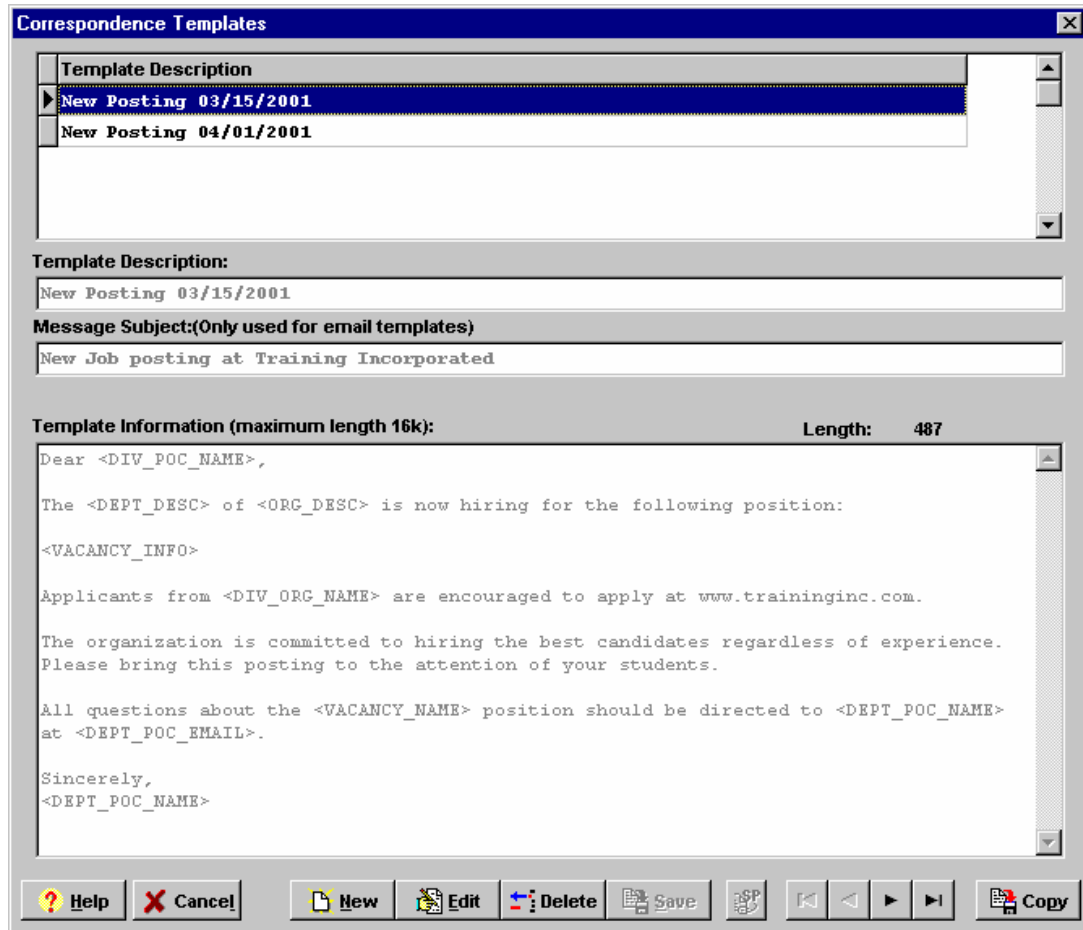 Correspondence Templates
Template Description
New Posting 03/15/2001
New Posting 04/01/2001
Template Description:
New Posting 03/15/2001
Message Subject:(Only used for email templates)
New Job posting at Training Incorporated
Template Information (maximum length 16k): Length: 487
Dear <DIV_POC_NAME>,
The <DEPT_DESC> of <ORG_DESC> is now hiring for the following position:
<VACANCY_INFO>
Applicants from <DIV_ORG_NAME> are encouraged to apply at www.traininginc.com.
The organization is committed to hiring the best candidates regardless of experience.
Please bring this posting to the attention of your students.
All questions about the <VACANCY_NAME> position should be directed to <DEPT_POC_NAME>
at <DEPT_POC_EMAIL>.
Sincerely,
<DEPT_POC_NAME>
Help Cancel New Edit Delete Save SP Copy